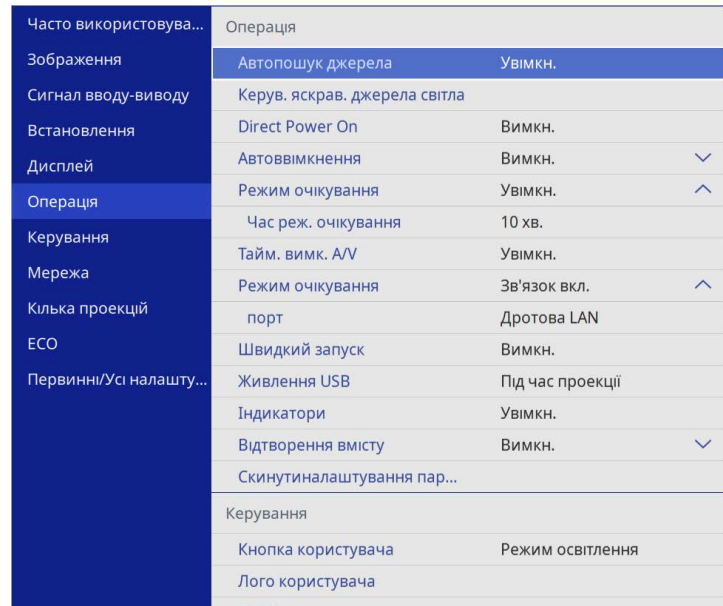 Часто використовува...
Зображення
Сигнал вводу-виводу
Встановлення
Дисплей
Операція
Керування
Мережа
Кілька проекцій
ECO
Первинні/Усі налашту...
Операція
Автопошук джерела Увімкн.
Керув. яскрав. джерела світла
Direct Power On Вимкн.
Автоввімкнення Вимкн.
Режим очікування Увімкн.
Час реж. очікування 10 хв.
Тайм. вимк. A/V Увімкн.
Режим очікування Зв'язок вкл.
порт Дротова LAN
Швидкий запуск Вимкн.
Живлення USB Під час проекції
Індикатори Увімкн.
Відтворення вмісту Вимкн.
Скинутиналаштування пар...
Керування
Кнопка користувача Режим освітлення
Лого користувача